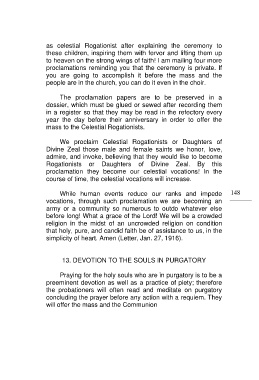 as celestial Rogationist after explaining the ceremony to
these children, inspiring them with fervor and lifting them up
to heaven on the strong wings of faith! I am mailing four more
proclamations reminding you that the ceremony is private. If
you are going to accomplish it before the mass and the
people are in the church, you can do it even in the choir.
The proclamation papers are to be preserved in a
dossier, which must be glued or sewed after recording them
in a register so that they may be read in the refectory every
year the day before their anniversary in order to offer the
mass to the Celestial Rogationists.
We proclaim Celestial Rogationists or Daughters of
Divine Zeal those male and female saints we honor, love,
admire, and invoke, believing that they would like to become
Rogationists or Daughters of Divine Zeal. By this
proclamation they become our celestial vocations! In the
course of time, the celestial vocations will increase.
While human events reduce our ranks and impede
148
vocations, through such proclamation we are becoming an
army or a community so numerous to outdo whatever else
before long! What a grace of the Lord! We will be a crowded
religion in the midst of an uncrowded religion on condition
that holy, pure, and candid faith be of assistance to us, in the
simplicity of heart. Amen (Letter, Jan. 27, 1916).
13. DEVOTION TO THE SOULS IN PURGATORY
Praying for the holy souls who are in purgatory is to be a
preeminent devotion as well as a practice of piety; therefore
the probationers will often read and meditate on purgatory
concluding the prayer before any action with a requiem. They
will offer the mass and the Communion